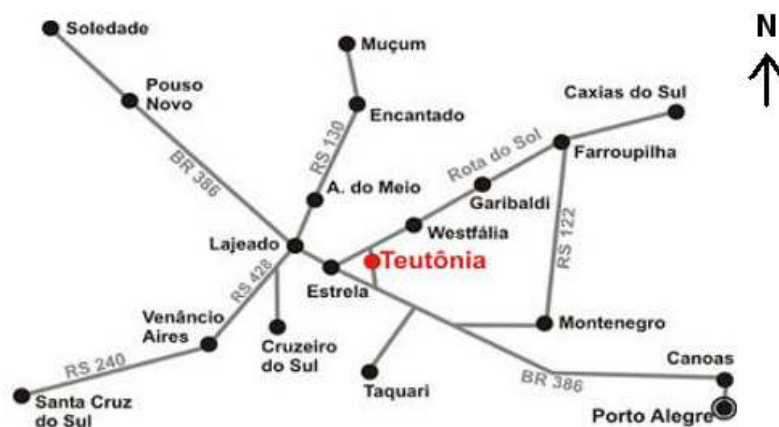 Soledade
Muçum
N
Pouso
Novo
Caxias do Sul
Encantado
RS 130
Rota do Sol
Farroupilha
BR 386
A. do Meio
Garibaldi
Lajeado
Westfália
RS 122
Teutônia
RS 428
Estrela
Venâncio
Aires
Montenegro
Cruzeiro
do Sul
RS 240
Canoas
Taquari
BR 386
Santa Cruz
do Sul
Porto Alegre